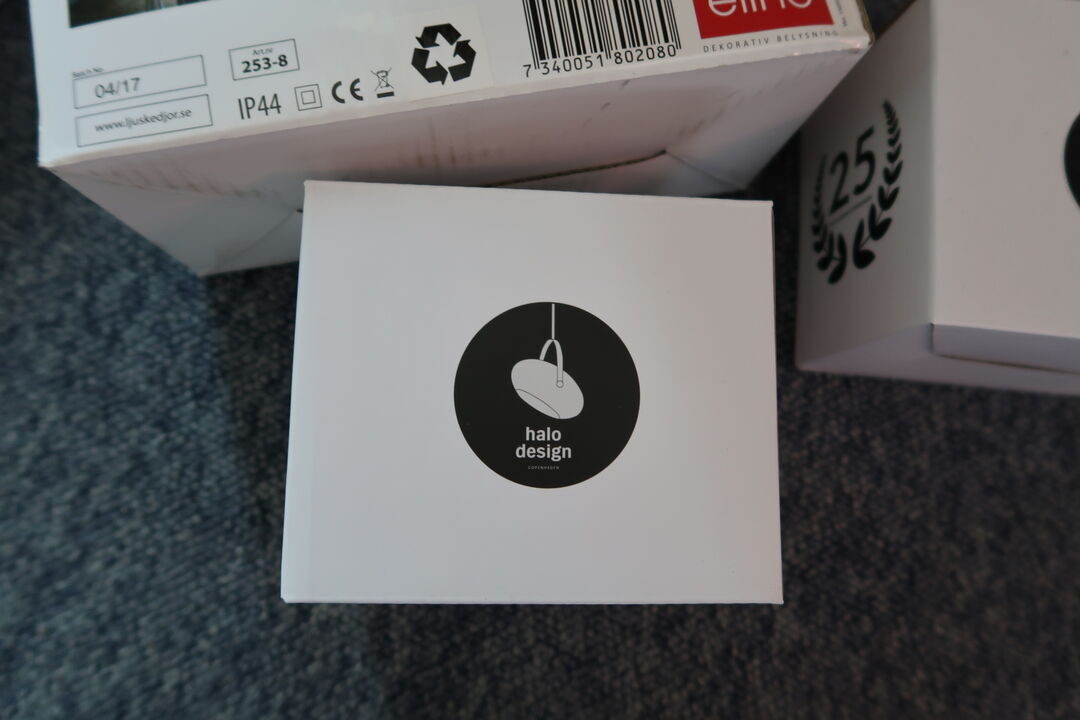 Batch No.
04/17
www.ljuskedjor.se
Art.nr
253-8
IP44
CE
7 340051 802080
DEKORATIV BELYSNING
25
halo
design
COPENHAGEN